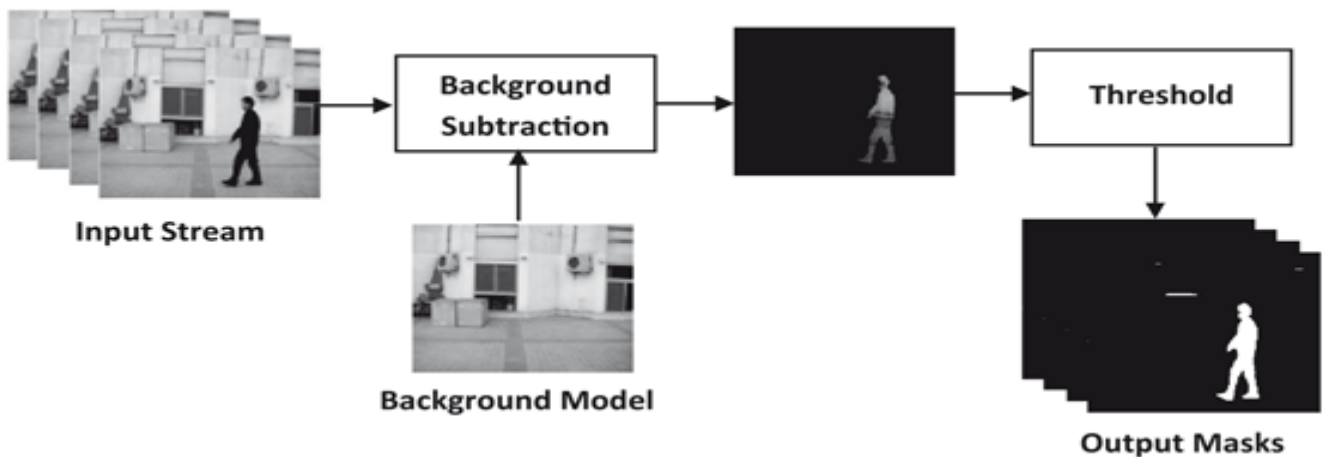 Background
Subtraction
Threshold
Input Stream
Background Model
Output Masks